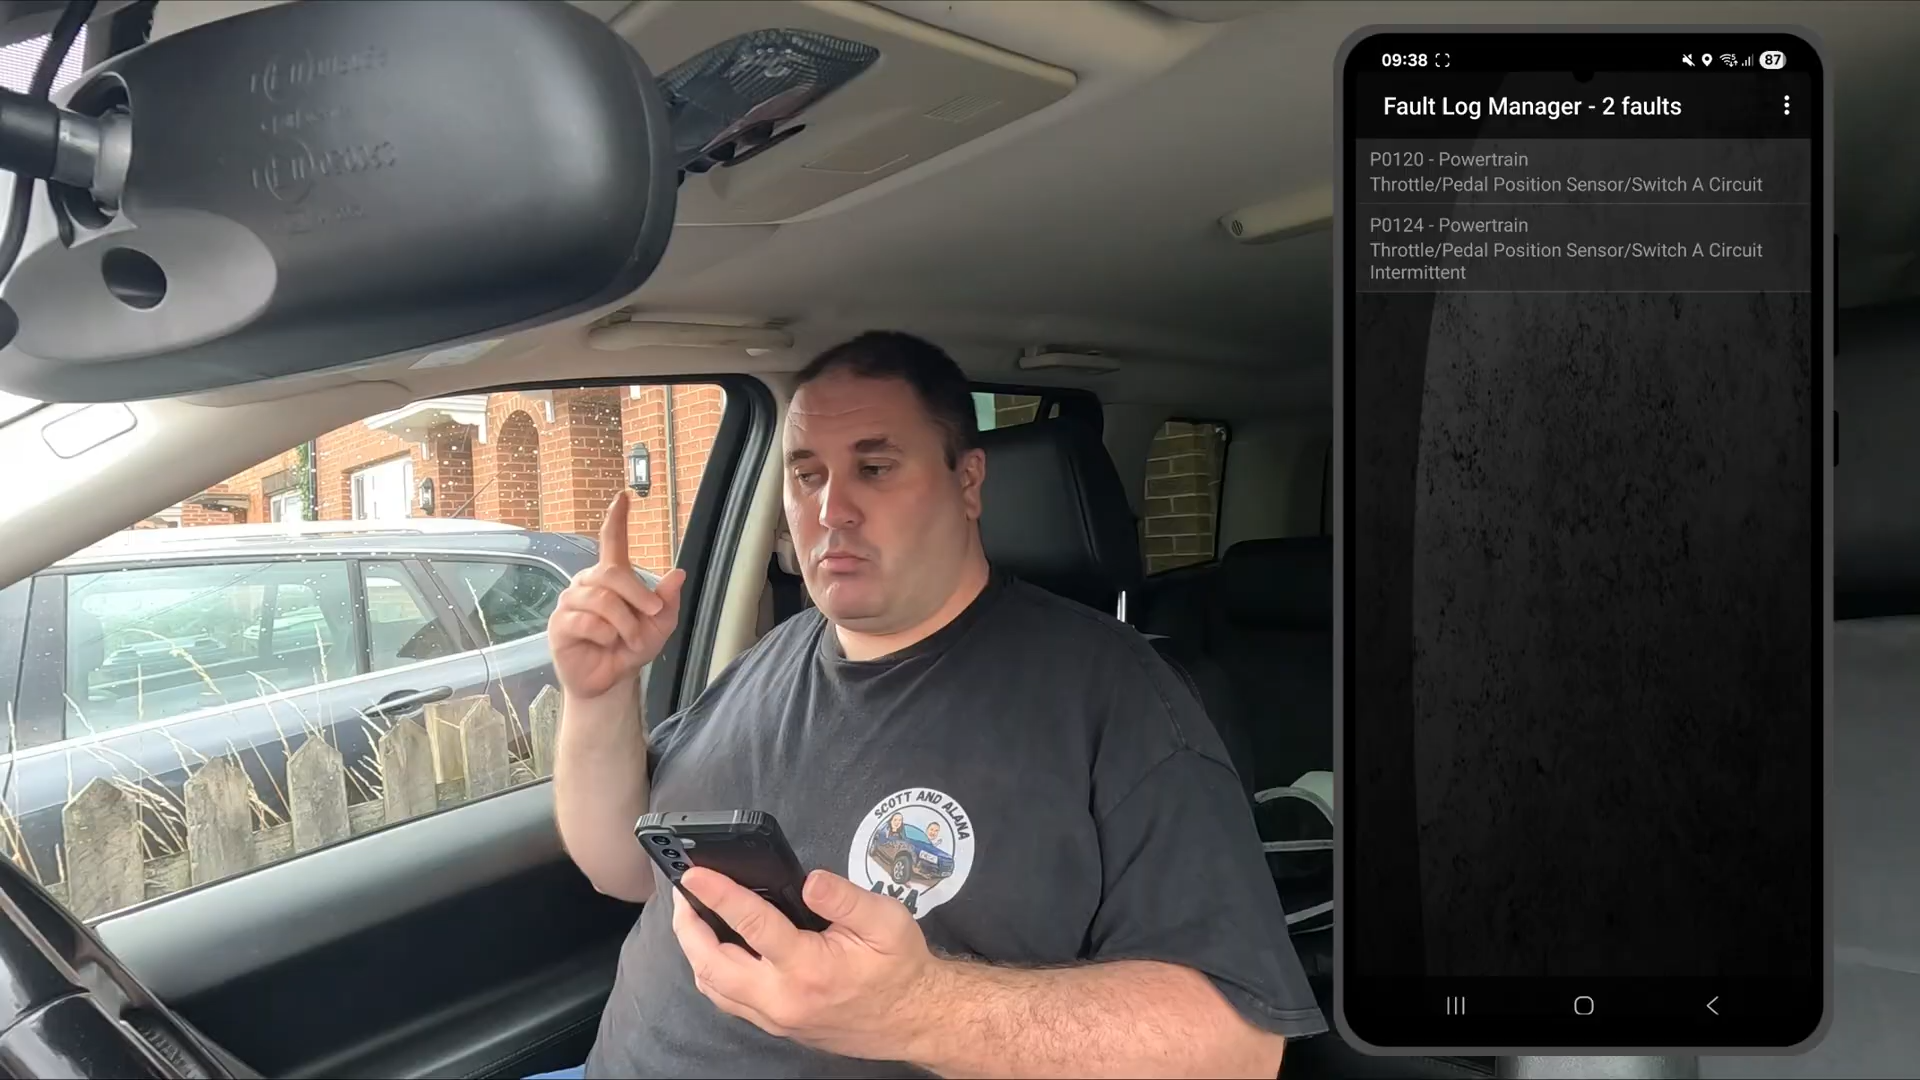 09:38
87
Fault Log Manager - 2 faults
P0120 - Powertrain
Throttle/Pedal Position Sensor/Switch A Circuit
P0124 - Powertrain
Throttle/Pedal Position Sensor/Switch A Circuit
Intermittent
SCOTT AND ALANA
4X4